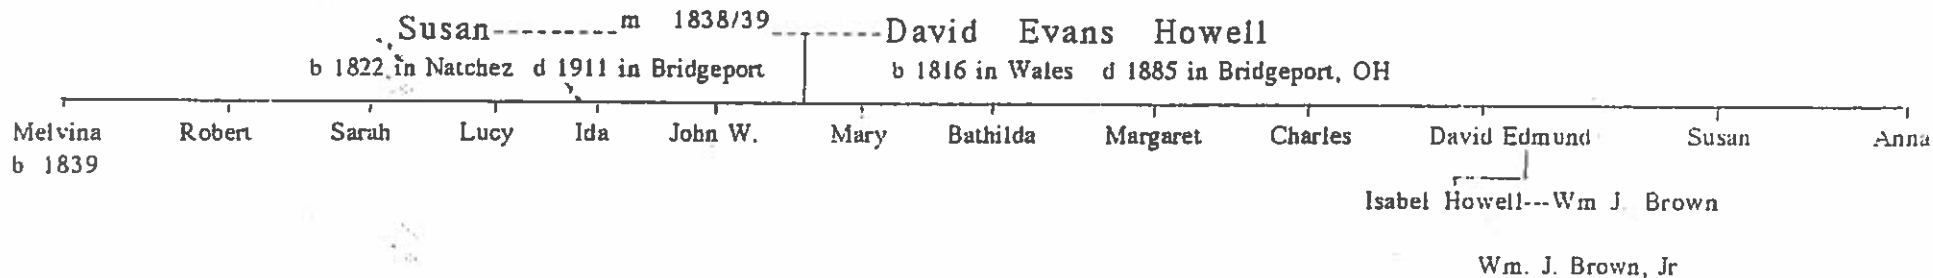 Susan---------m 1838/39---------David Evans Howell
b 1822 in Natchez d 1911 in Bridgeport b 1816 in Wales d 1885 in Bridgeport, OH
Melvina Robert Sarah Lucy Ida John W. Mary Bathilda Margaret Charles David Edmund Susan Anna
b 1839
Isabel Howell---Wm J. Brown
Wm. J. Brown, Jr